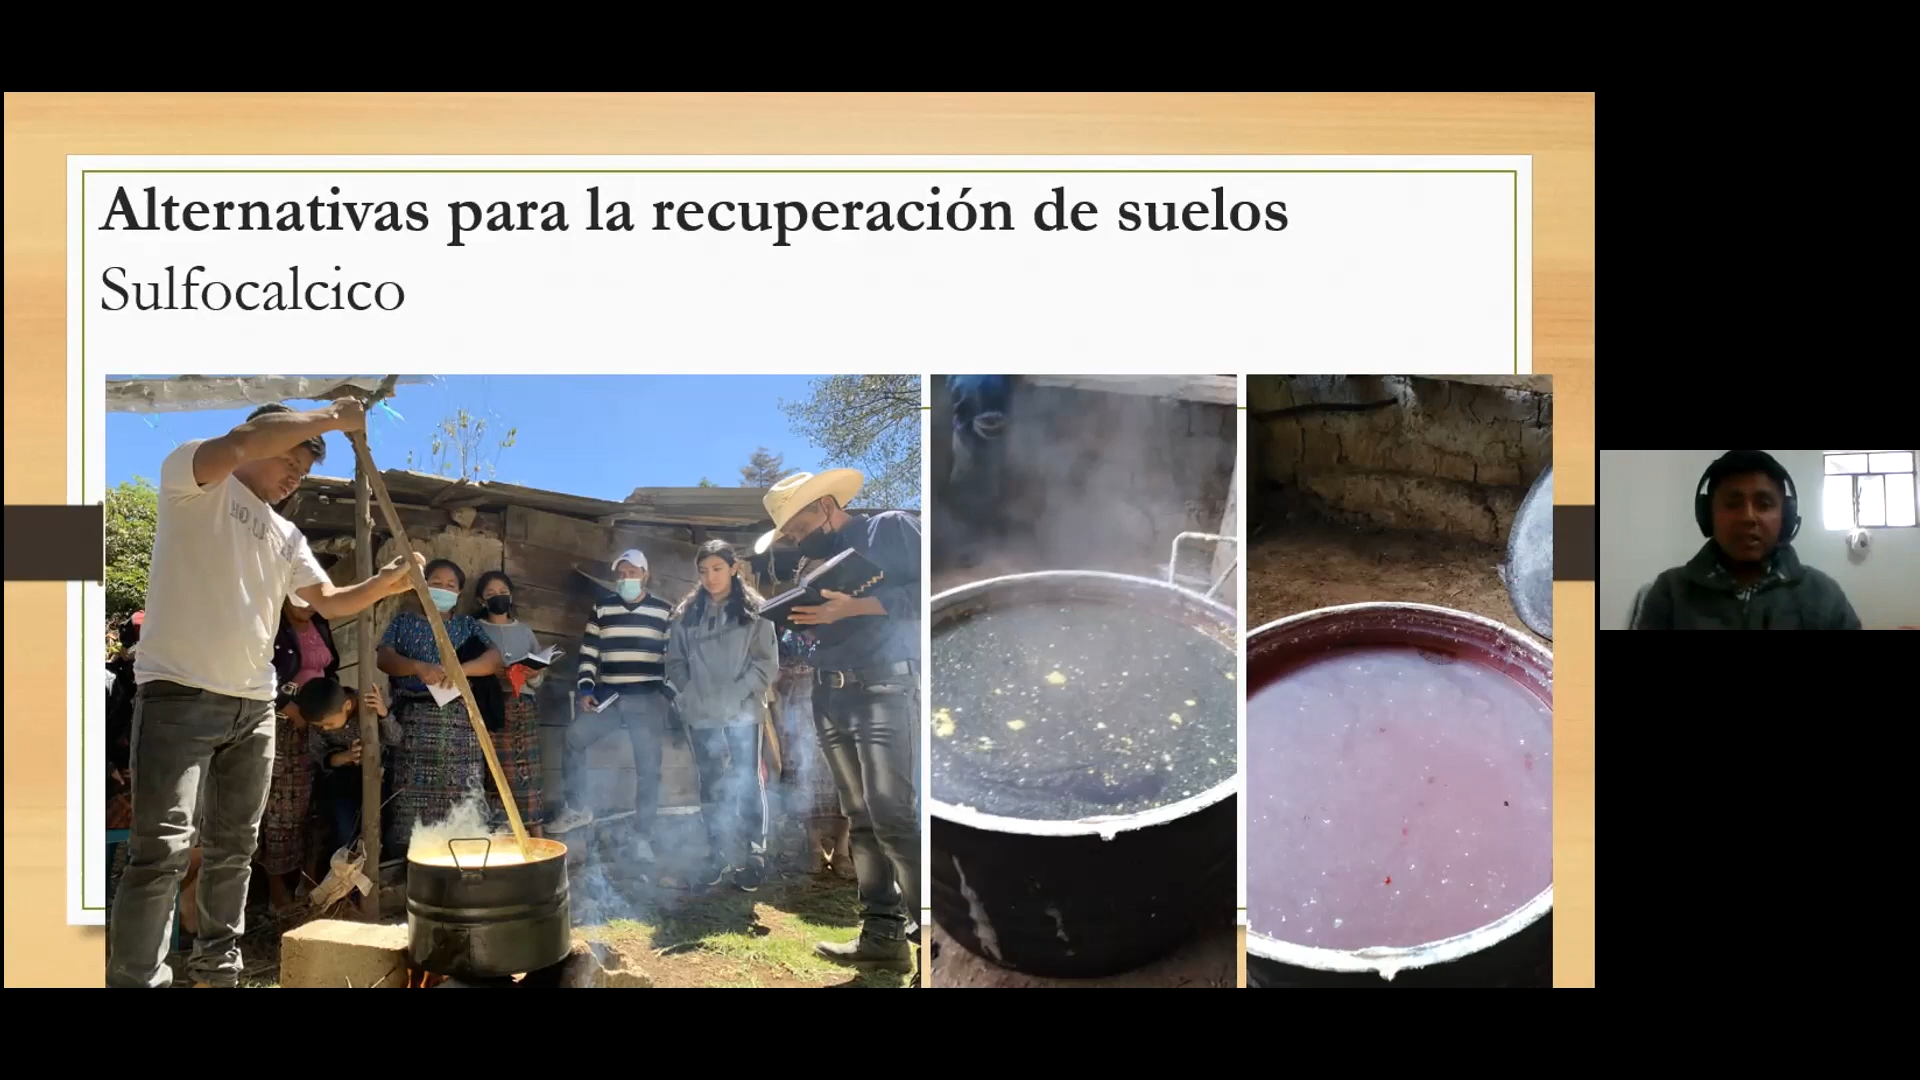 Alternativas para la recuperación de suelos
Sulfocalcico